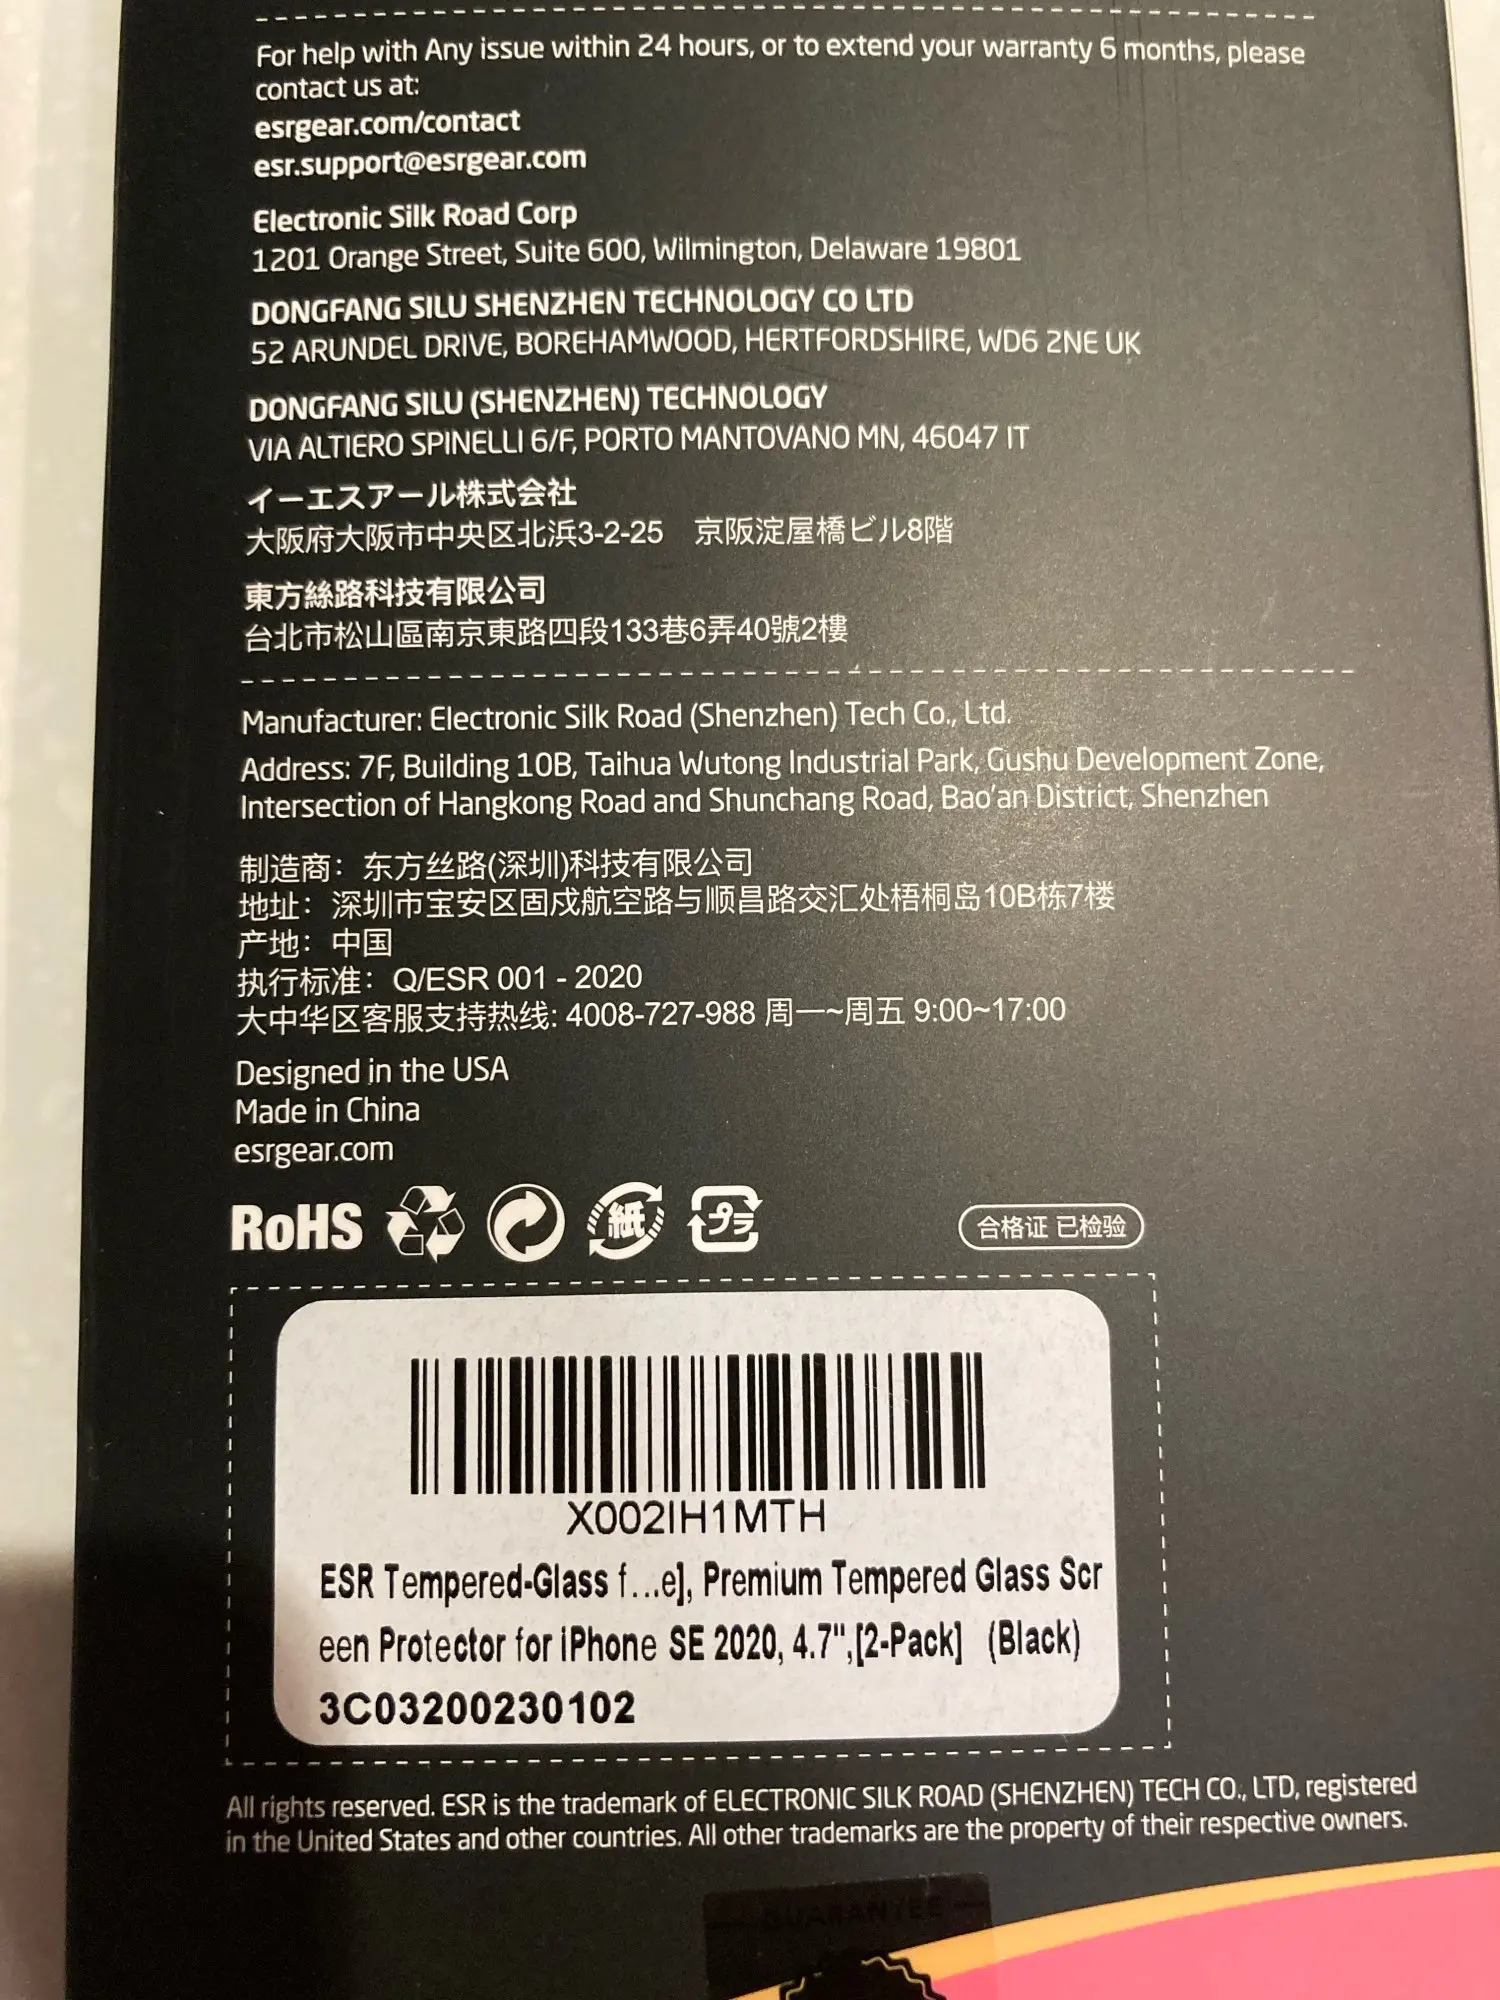 For help with Any issue within 24 hours, or to extend your warranty 6 months, please
contact us at:
esrgear.com/contact
esr.support@esrgear.com
Electronic Silk Road Corp
1201 Orange Street, Suite 600, Wilmington, Delaware 19801
DONGFANG SILU SHENZHEN TECHNOLOGY CO LTD
52 ARUNDEL DRIVE, BOREHAMWOOD, HERTFORDSHIRE, WD6 2NE UK
DONGFANG SILU (SHENZHEN) TECHNOLOGY
VIA ALTIERO SPINELLI 6/F, PORTO MANTOVANO MN, 46047 IT
イーエスアール株式会社
大阪府大阪市中央区北浜3-2-25　京阪淀屋橋ビル8階
東方絲路科技有限公司
台北市松山區南京東路四段133巷6弄40號2樓
Manufacturer: Electronic Silk Road (Shenzhen) Tech Co., Ltd.
Address: 7F, Building 10B, Taihua Wutong Industrial Park, Gushu Development Zone,
Intersection of Hangkong Road and Shunchang Road, Bao'an District, Shenzhen
制造商：东方丝路(深圳)科技有限公司
地址：深圳市宝安区固戍航空路与顺昌路交汇处梧桐岛10B栋7楼
产地：中国
执行标准：Q/ESR 001 - 2020
大中华区客服支持热线: 4008-727-988 周一~周五 9:00~17:00
Designed in the USA
Made in China
esrgear.com
RoHS 紙 プラ 合格证 已检验
X002IH1MTH
ESR Tempered-Glass f...e], Premium Tempered Glass Scr
een Protector for iPhone SE 2020, 4.7",[2-Pack] (Black)
3C03200230102
All rights reserved. ESR is the trademark of ELECTRONIC SILK ROAD (SHENZHEN) TECH CO., LTD, registered
in the United States and other countries. All other trademarks are the property of their respective owners.
GUARANTEE